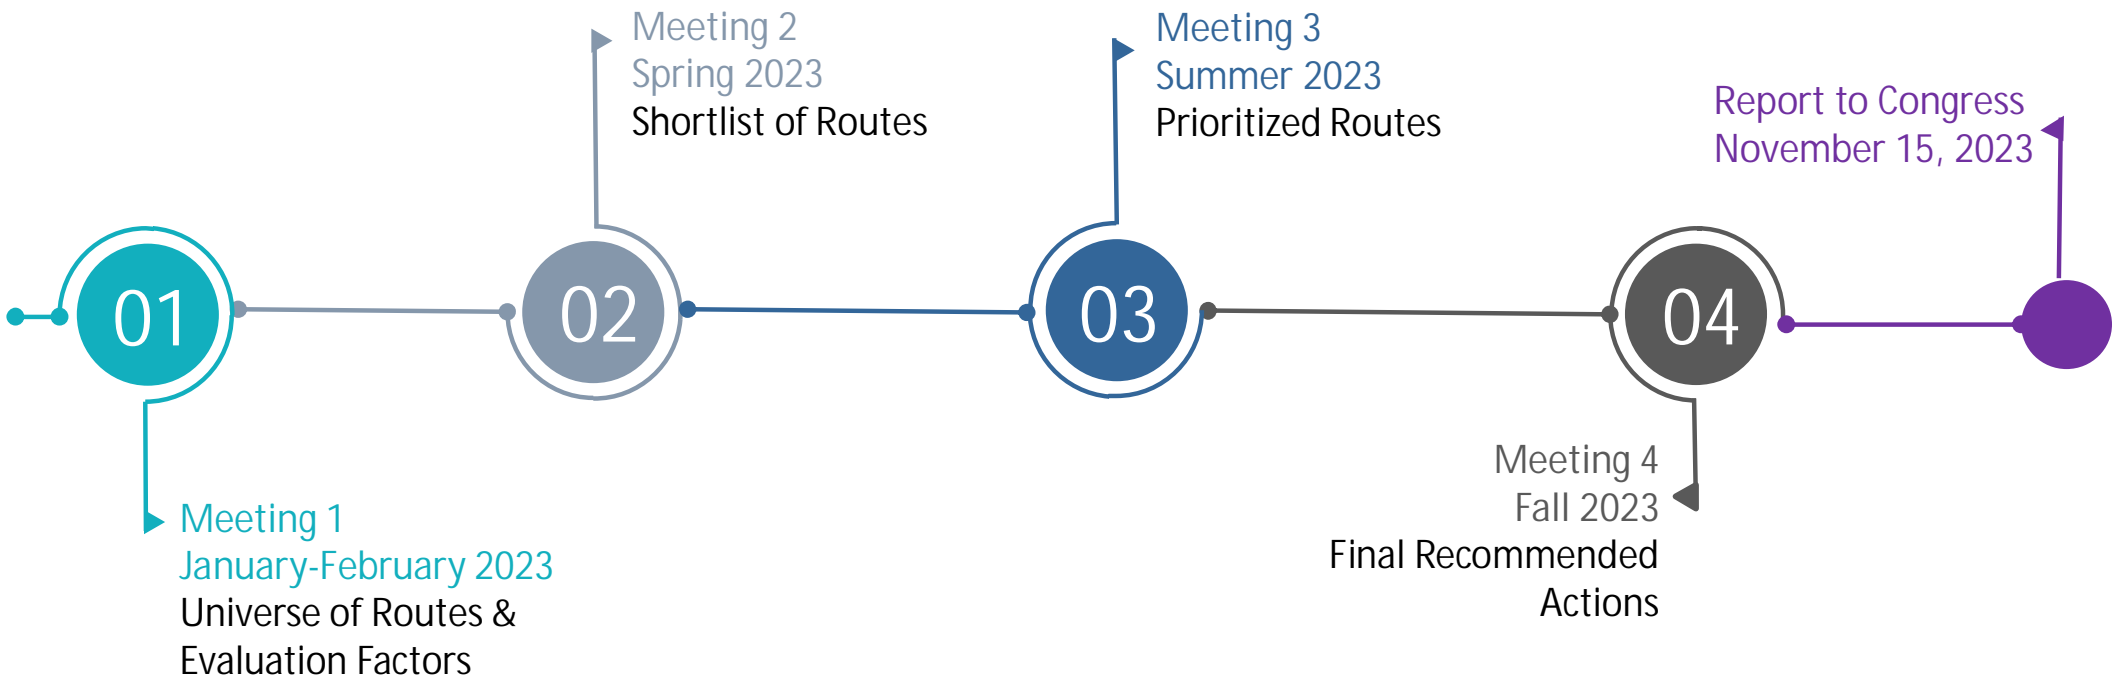 01
Meeting 1
January-February 2023
Universe of Routes &
Evaluation Factors
02
Meeting 2
Spring 2023
Shortlist of Routes
03
Meeting 3
Summer 2023
Prioritized Routes
04
Meeting 4
Fall 2023
Final Recommended
Actions
Report to Congress
November 15, 2023